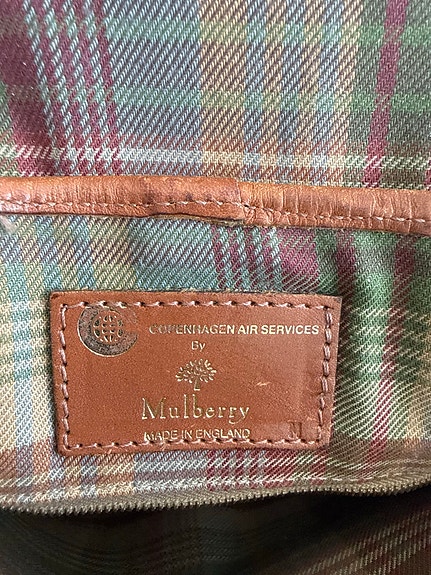 COPENHAGEN AIR SERVICES
By
Mulberry
MADE IN ENGLAND
M